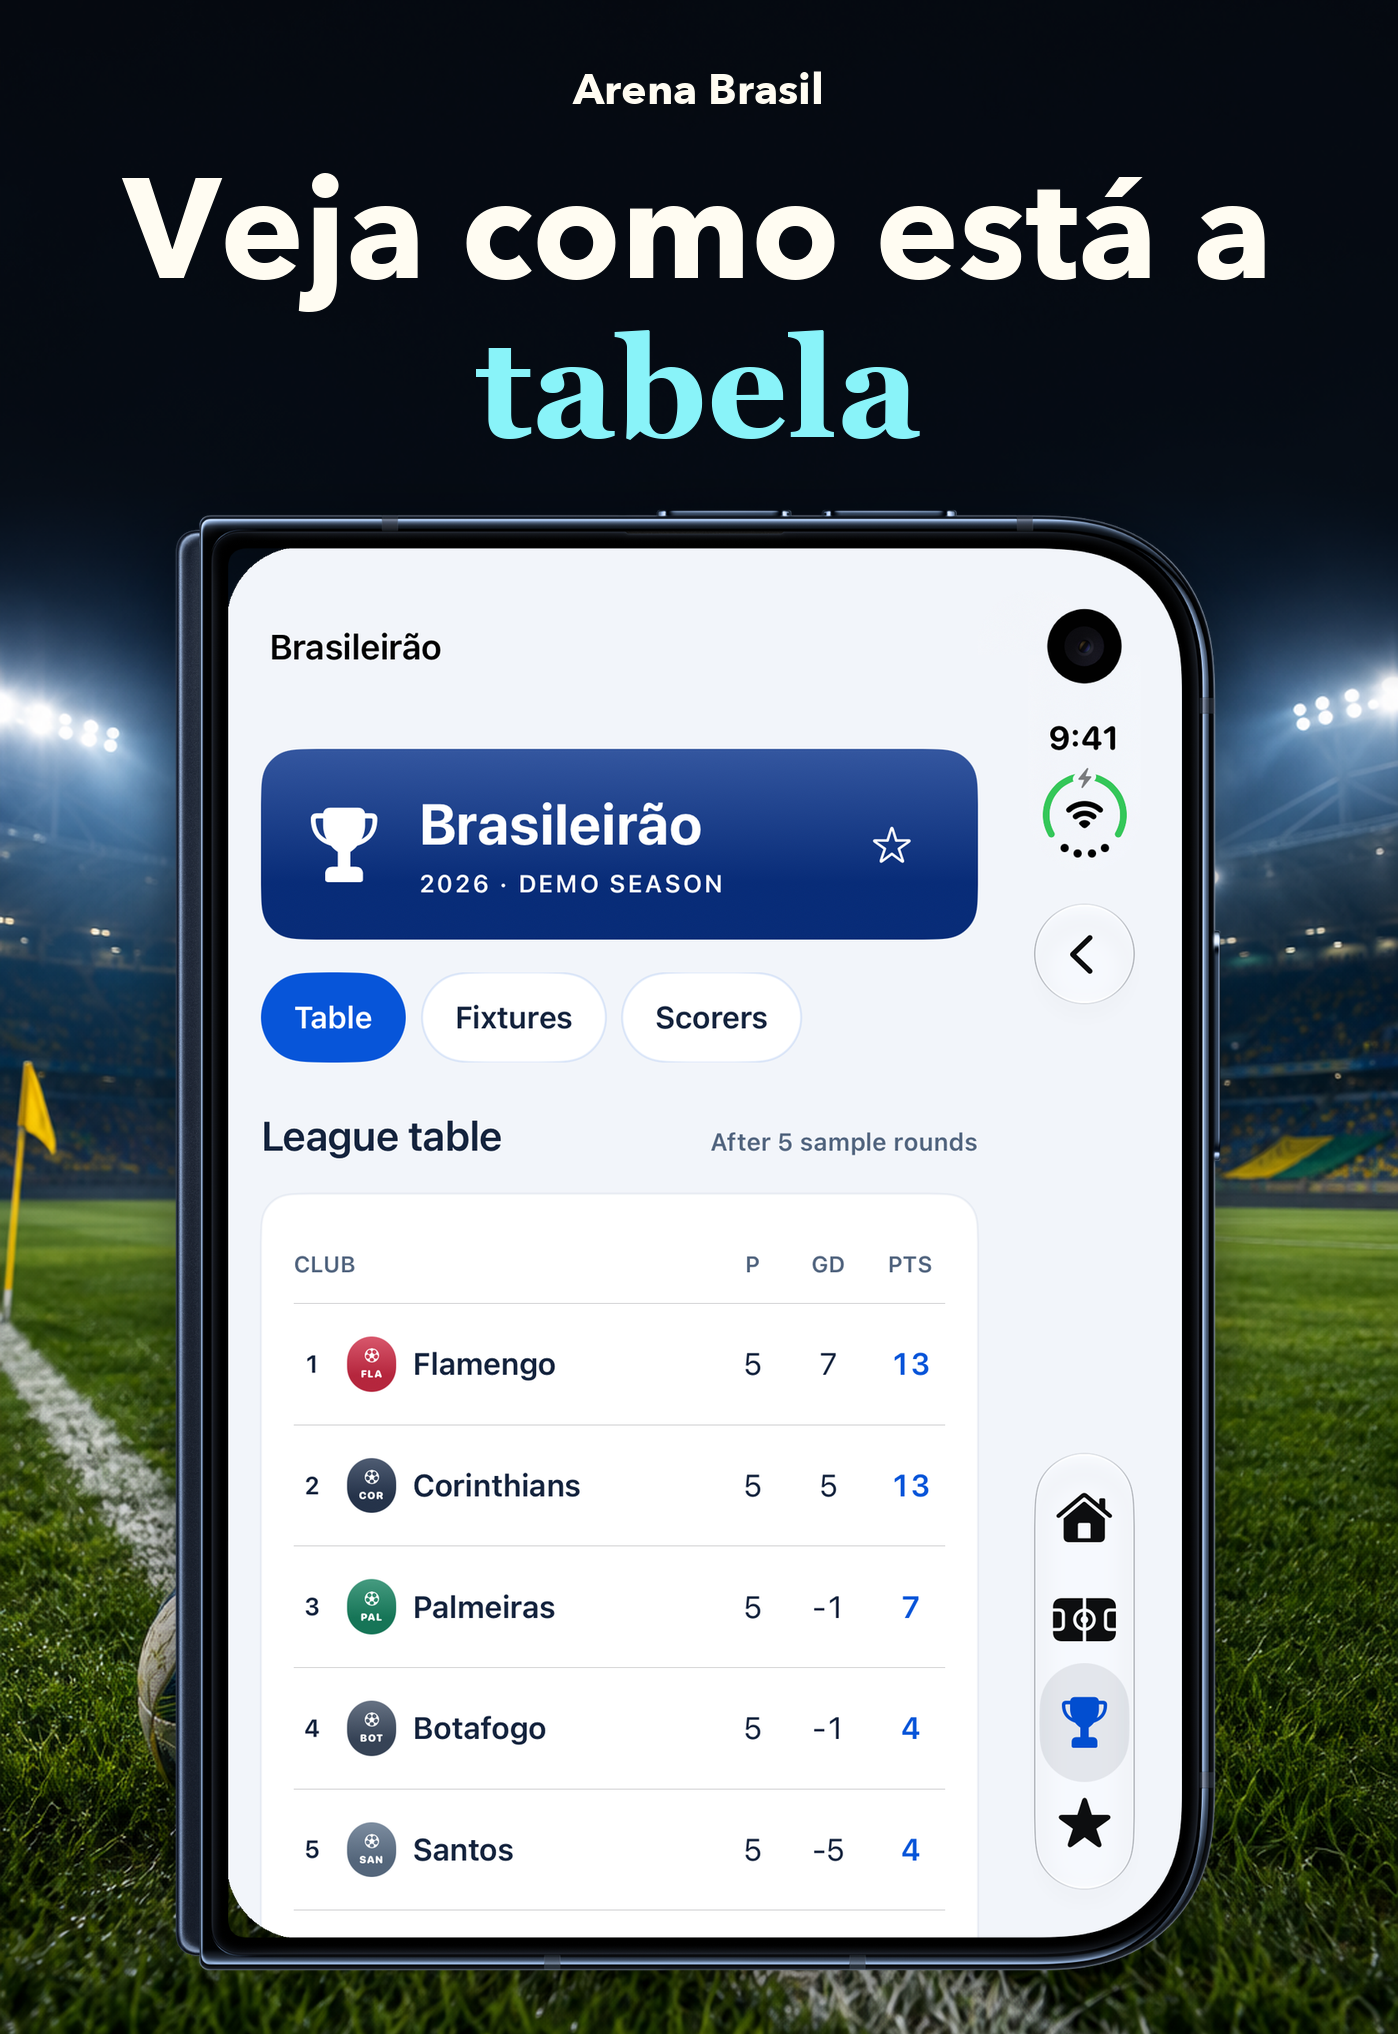 Arena Brasil
Veja como está a
tabela
Brasileirão
9:41
Brasileirão
2026 · DEMO SEASON
Table Fixtures Scorers
League table After 5 sample rounds
CLUB P GD PTS
1 FLA Flamengo 5 7 13
2 COR Corinthians 5 5 13
3 PAL Palmeiras 5 -1 7
4 BOT Botafogo 5 -1 4
5 SAN Santos 5 -5 4